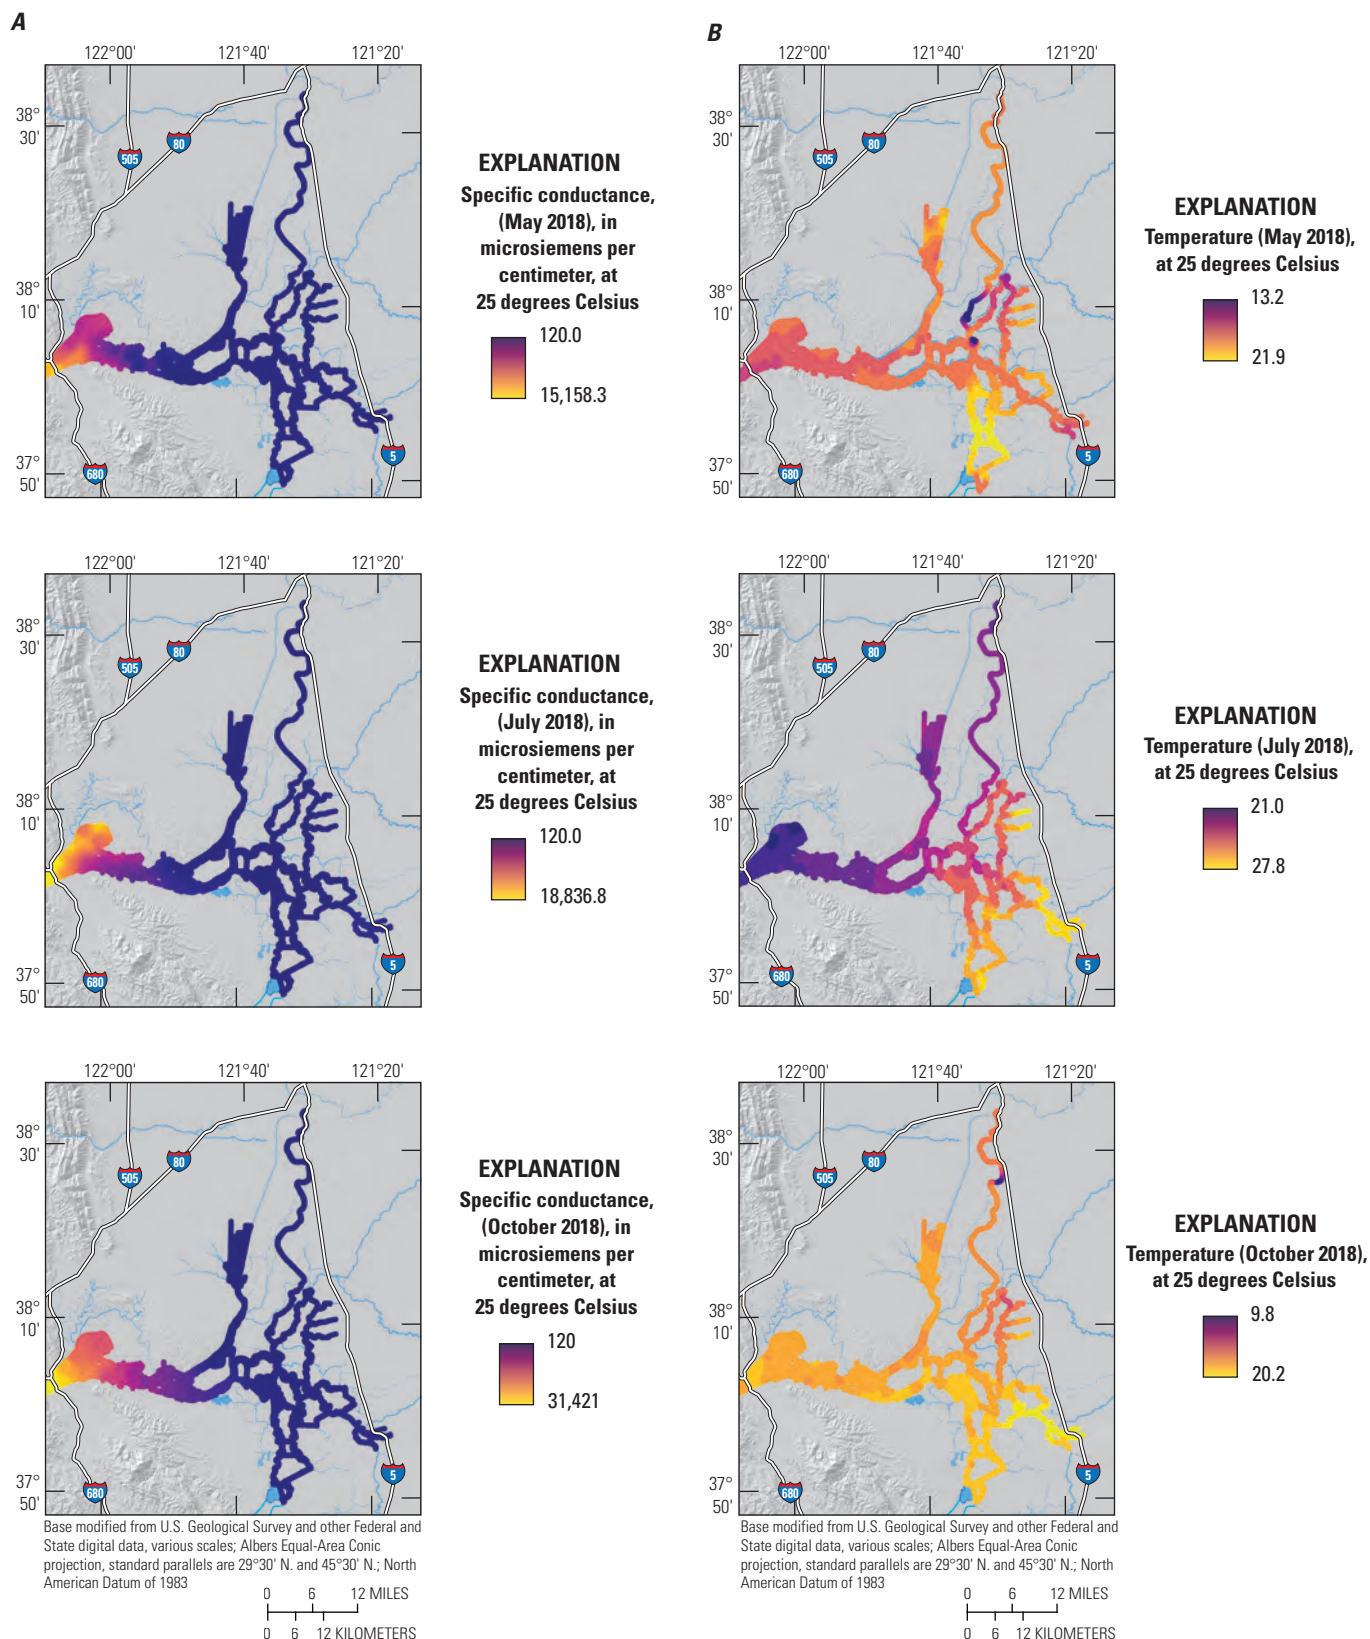 A
122°00' 121°40' 121°20'
38°
30'
38°
10'
37°
50'
505
80
680
5
EXPLANATION
Specific conductance,
(May 2018), in
microsiemens per
centimeter, at
25 degrees Celsius
120.0
15,158.3
B
122°00' 121°40' 121°20'
38°
30'
38°
10'
37°
50'
505
80
680
5
EXPLANATION
Temperature (May 2018),
at 25 degrees Celsius
13.2
21.9
122°00' 121°40' 121°20'
38°
30'
38°
10'
37°
50'
505
80
680
5
EXPLANATION
Specific conductance,
(July 2018), in
microsiemens per
centimeter, at
25 degrees Celsius
120.0
18,836.8
122°00' 121°40' 121°20'
38°
30'
38°
10'
37°
50'
505
80
680
5
EXPLANATION
Temperature (July 2018),
at 25 degrees Celsius
21.0
27.8
122°00' 121°40' 121°20'
38°
30'
38°
10'
37°
50'
505
80
680
5
EXPLANATION
Specific conductance,
(October 2018), in
microsiemens per
centimeter, at
25 degrees Celsius
120
31,421
122°00' 121°40' 121°20'
38°
30'
38°
10'
37°
50'
505
80
680
5
EXPLANATION
Temperature (October 2018),
at 25 degrees Celsius
9.8
20.2
Base modified from U.S. Geological Survey and other Federal and
State digital data, various scales; Albers Equal-Area Conic
projection, standard parallels are 29°30' N. and 45°30' N.; North
American Datum of 1983
0 6 12 MILES
0 6 12 KILOMETERS
Base modified from U.S. Geological Survey and other Federal and
State digital data, various scales; Albers Equal-Area Conic
projection, standard parallels are 29°30' N. and 45°30' N.; North
American Datum of 1983
0 6 12 MILES
0 6 12 KILOMETERS